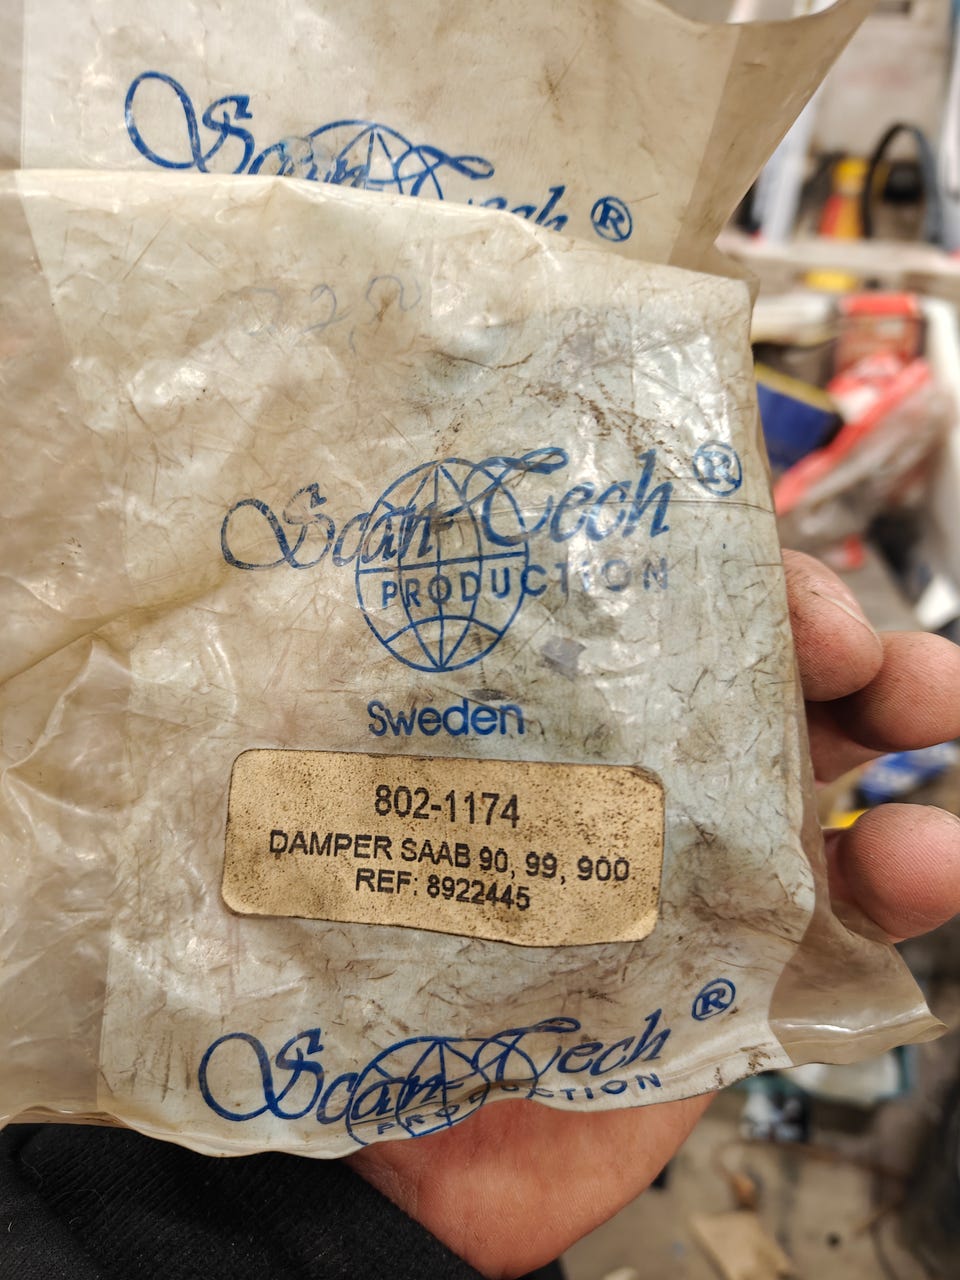 Scan-Tech ®
Scan-Tech ®
PRODUCTION
Sweden
802-1174
DAMPER SAAB 90, 99, 900
REF: 8922445
Scan-Tech ®
PRODUCTION